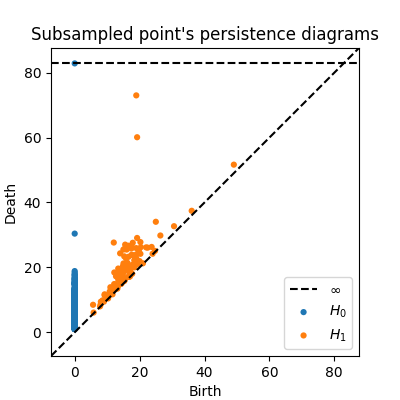 Subsampled point's persistence diagrams
80
60
40
20
0
Death
∞
H₀
H₁
0 20 40 60 80
Birth